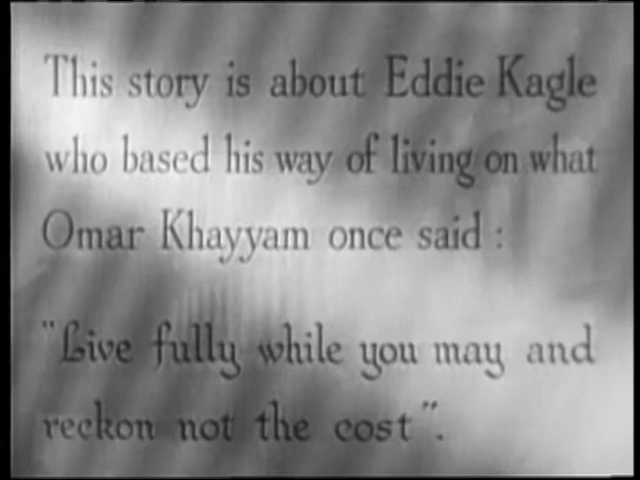 This story is about Eddie Kagle
who based his way of living on what
Omar Khayyam once said :
"Live fully while you may and
reckon not the cost".